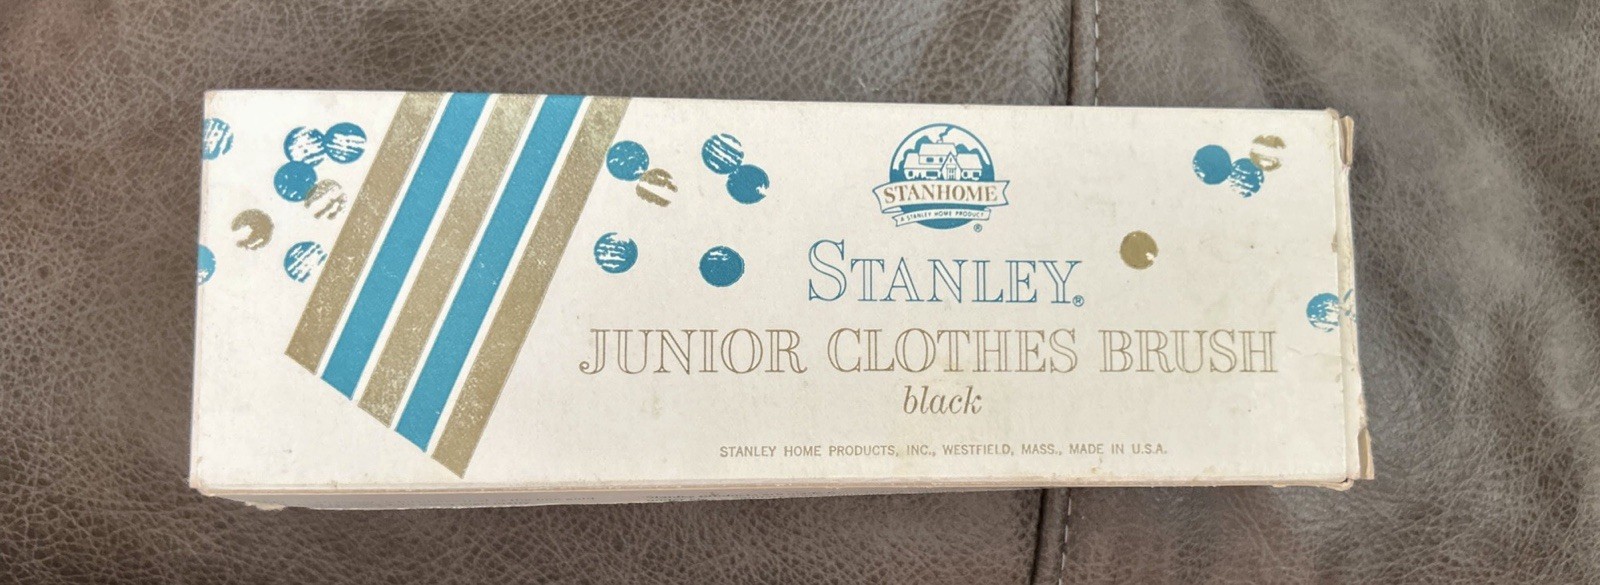 STANHOME
A STANLEY HOME PRODUCT
®
STANLEY®
JUNIOR CLOTHES BRUSH
black
STANLEY HOME PRODUCTS, INC., WESTFIELD, MASS., MADE IN U.S.A.